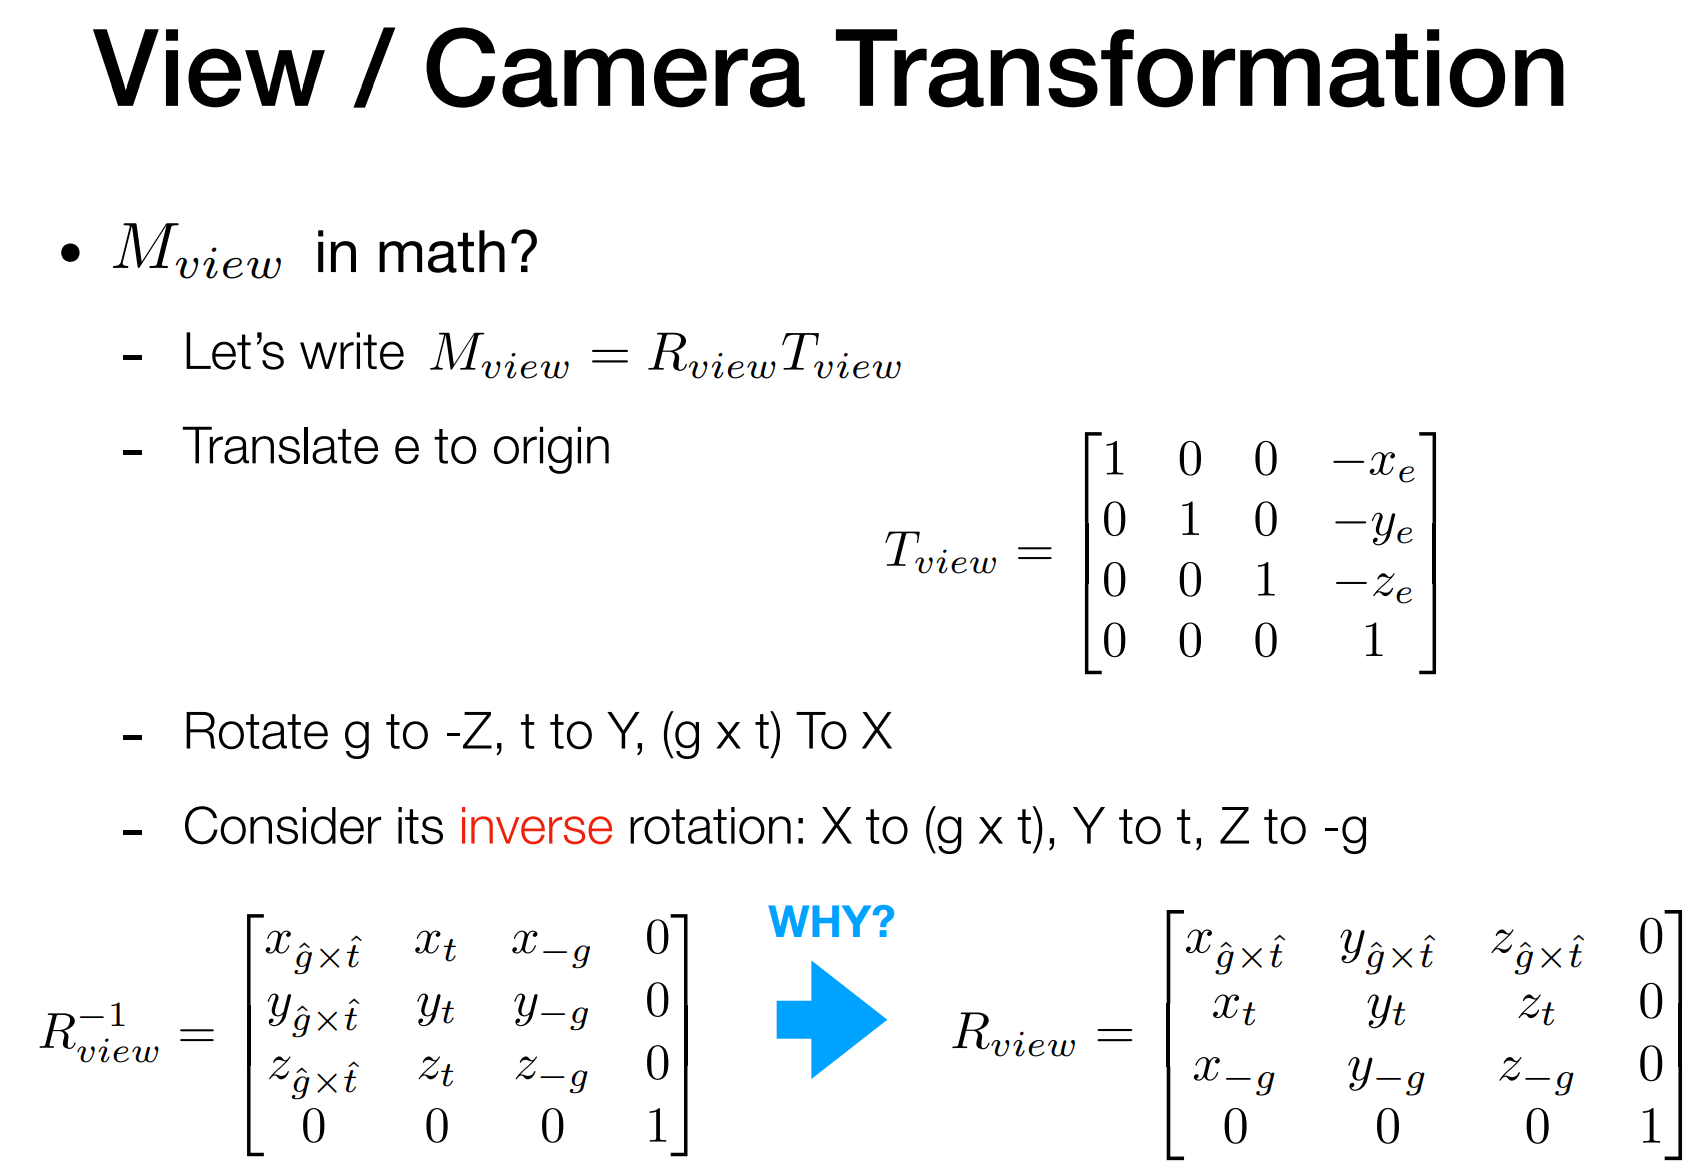 View / Camera Transformation
• $M_{view}$ in math?
- Let's write $M_{view} = R_{view}T_{view}$
- Translate e to origin
$T_{view} = \begin{bmatrix} 1 & 0 & 0 & -x_e \\ 0 & 1 & 0 & -y_e \\ 0 & 0 & 1 & -z_e \\ 0 & 0 & 0 & 1 \end{bmatrix}$
- Rotate g to -Z, t to Y, (g x t) To X
- Consider its inverse rotation: X to (g x t), Y to t, Z to -g
$R_{view}^{-1} = \begin{bmatrix} x_{\hat{g}\times\hat{t}} & x_t & x_{-g} & 0 \\ y_{\hat{g}\times\hat{t}} & y_t & y_{-g} & 0 \\ z_{\hat{g}\times\hat{t}} & z_t & z_{-g} & 0 \\ 0 & 0 & 0 & 1 \end{bmatrix}$
WHY?
$R_{view} = \begin{bmatrix} x_{\hat{g}\times\hat{t}} & y_{\hat{g}\times\hat{t}} & z_{\hat{g}\times\hat{t}} & 0 \\ x_t & y_t & z_t & 0 \\ x_{-g} & y_{-g} & z_{-g} & 0 \\ 0 & 0 & 0 & 1 \end{bmatrix}$